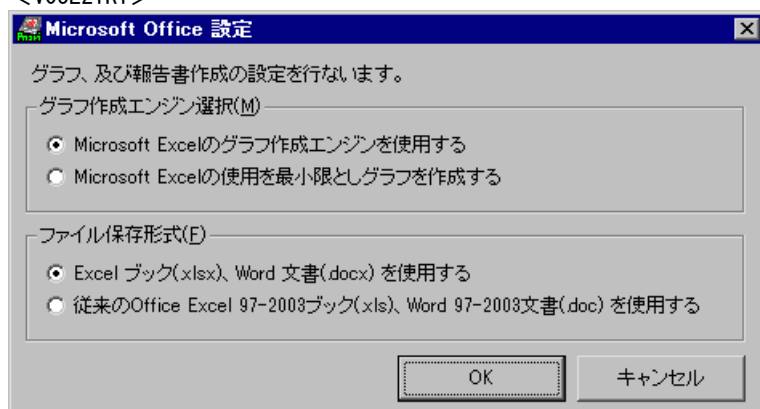 Microsoft Office 設定
グラフ、及び報告書作成の設定を行ないます。
グラフ作成エンジン選択(M)
Microsoft Excelのグラフ作成エンジンを使用する
Microsoft Excelの使用を最小限としグラフを作成する
ファイル保存形式(F)
Excel ブック(xlsx)、Word 文書(.docx) を使用する
従来のOffice Excel 97-2003ブック(xls)、Word 97-2003文書(.doc) を使用する
OK
キャンセル